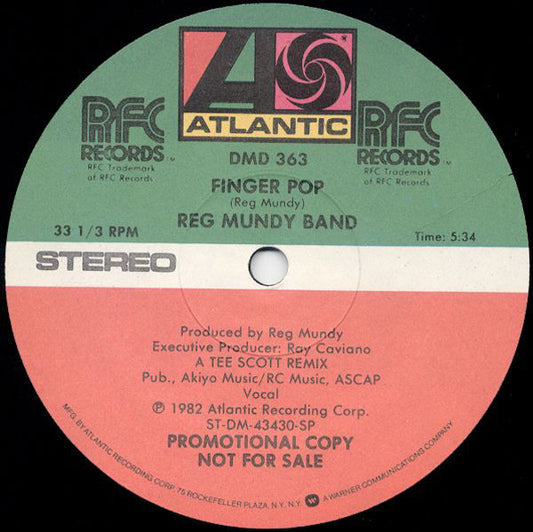 ATLANTIC
RFC
RECORDS™
RFC Trademark
of RFC Records
RFC
RECORDS™
RFC Trademark
of RFC Records
DMD 363
FINGER POP
(Reg Mundy)
REG MUNDY BAND
33 1/3 RPM
Time: 5:34
STEREO
Produced by Reg Mundy
Executive Producer: Ray Caviano
A TEE SCOTT REMIX
Pub., Akiyo Music/RC Music, ASCAP
Vocal
℗ 1982 Atlantic Recording Corp.
ST-DM-43430-SP
PROMOTIONAL COPY
NOT FOR SALE
MFG. BY ATLANTIC RECORDING CORP. 75 ROCKEFELLER PLAZA, N.Y. N.Y. A WARNER COMMUNICATIONS COMPANY